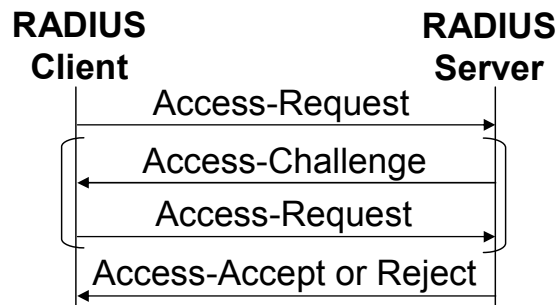 RADIUS Client
RADIUS Server
Access-Request
Access-Challenge
Access-Request
Access-Accept or Reject